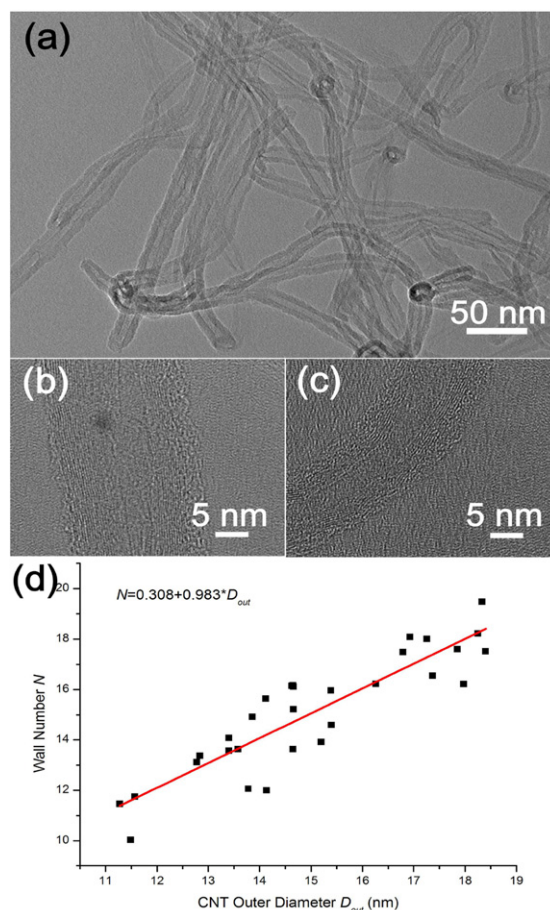 (a)
50 nm
(b)
5 nm
(c)
5 nm
(d)
N=0.308+0.983*D_out
20
18
16
14
12
10
Wall Number N
11 12 13 14 15 16 17 18 19
CNT Outer Diameter D_out (nm)